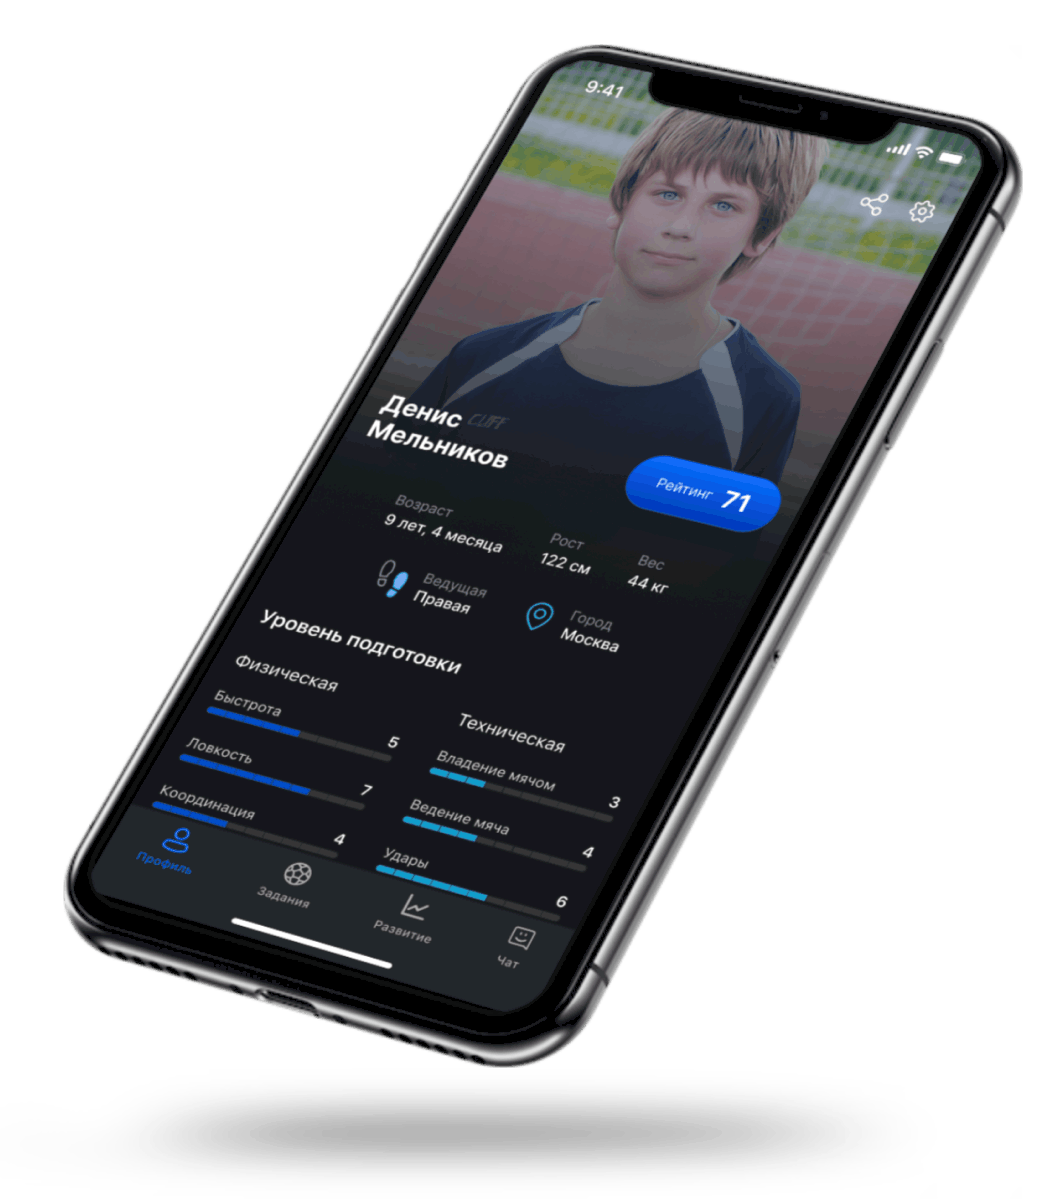 9:41
Денис CUFF
Мельников
Рейтинг 71
Возраст
9 лет, 4 месяца
Рост
122 см
Вес
44 кг
Ведущая
Правая
Город
Москва
Уровень подготовки
Физическая
Быстрота
5
Ловкость
7
Координация
4
Техническая
Владение мячом
3
Ведение мяча
4
Удары
6
Профиль
Задания
Развитие
Чат